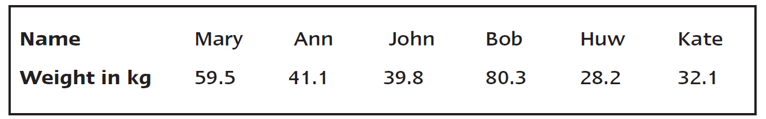 Name Mary Ann John Bob Huw Kate
Weight in kg 59.5 41.1 39.8 80.3 28.2 32.1